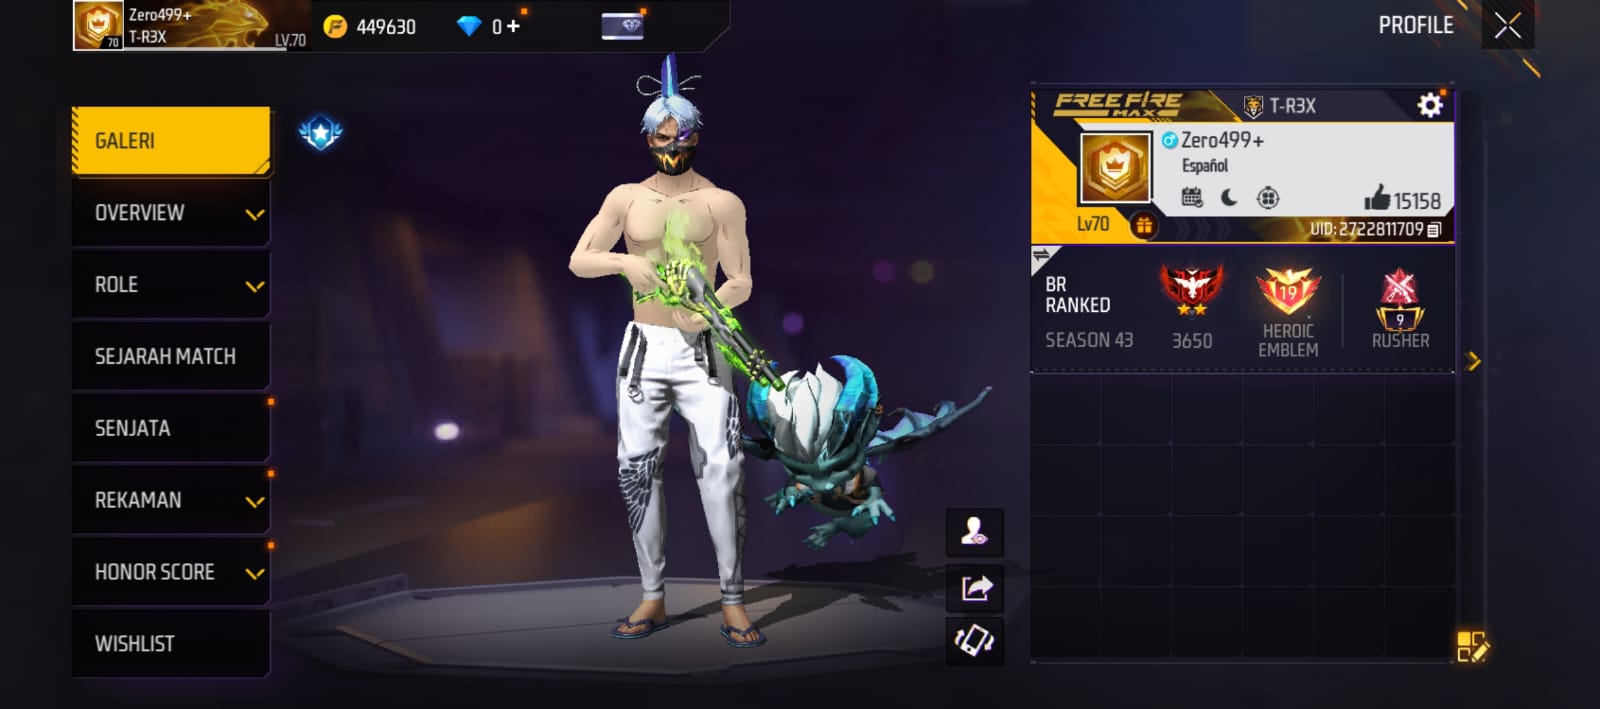 Zero499+
T-R3X
70
LV.70
449630
0+
PROFILE
GALERI
OVERVIEW
ROLE
SEJARAH MATCH
SENJATA
REKAMAN
HONOR SCORE
WISHLIST
FREE FIRE
MAX
T-R3X
Zero499+
Español
15158
Lv70
UID:2722811709
BR
RANKED
SEASON 43
3650
19
HEROIC
EMBLEM
9
RUSHER